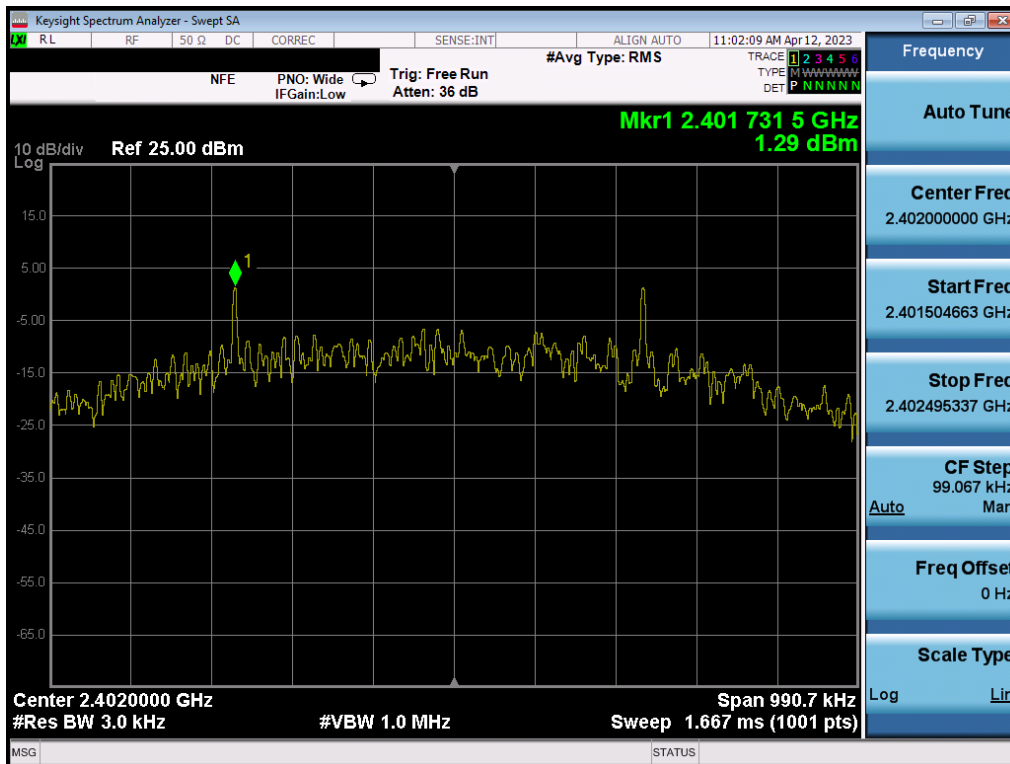 Keysight Spectrum Analyzer - Swept SA
LXI RL RF 50 Ω DC CORREC SENSE:INT ALIGN AUTO 11:02:09 AM Apr 12, 2023
NFE PNO: Wide Trig: Free Run #Avg Type: RMS TRACE 1 2 3 4 5 6
IFGain:Low Atten: 36 dB TYPE M W W W W W
DET P N N N N N
Mkr1 2.401 731 5 GHz
1.29 dBm
10 dB/div Ref 25.00 dBm
Log
15.0
1
5.00
-5.00
-15.0
-25.0
-35.0
-45.0
-55.0
-65.0
Center 2.4020000 GHz Span 990.7 kHz
#Res BW 3.0 kHz #VBW 1.0 MHz Sweep 1.667 ms (1001 pts)
MSG STATUS
Frequency
Auto Tune
Center Freq
2.402000000 GHz
Start Freq
2.401504663 GHz
Stop Freq
2.402495337 GHz
CF Step
99.067 kHz
Auto Man
Freq Offset
0 Hz
Scale Type
Log Lin